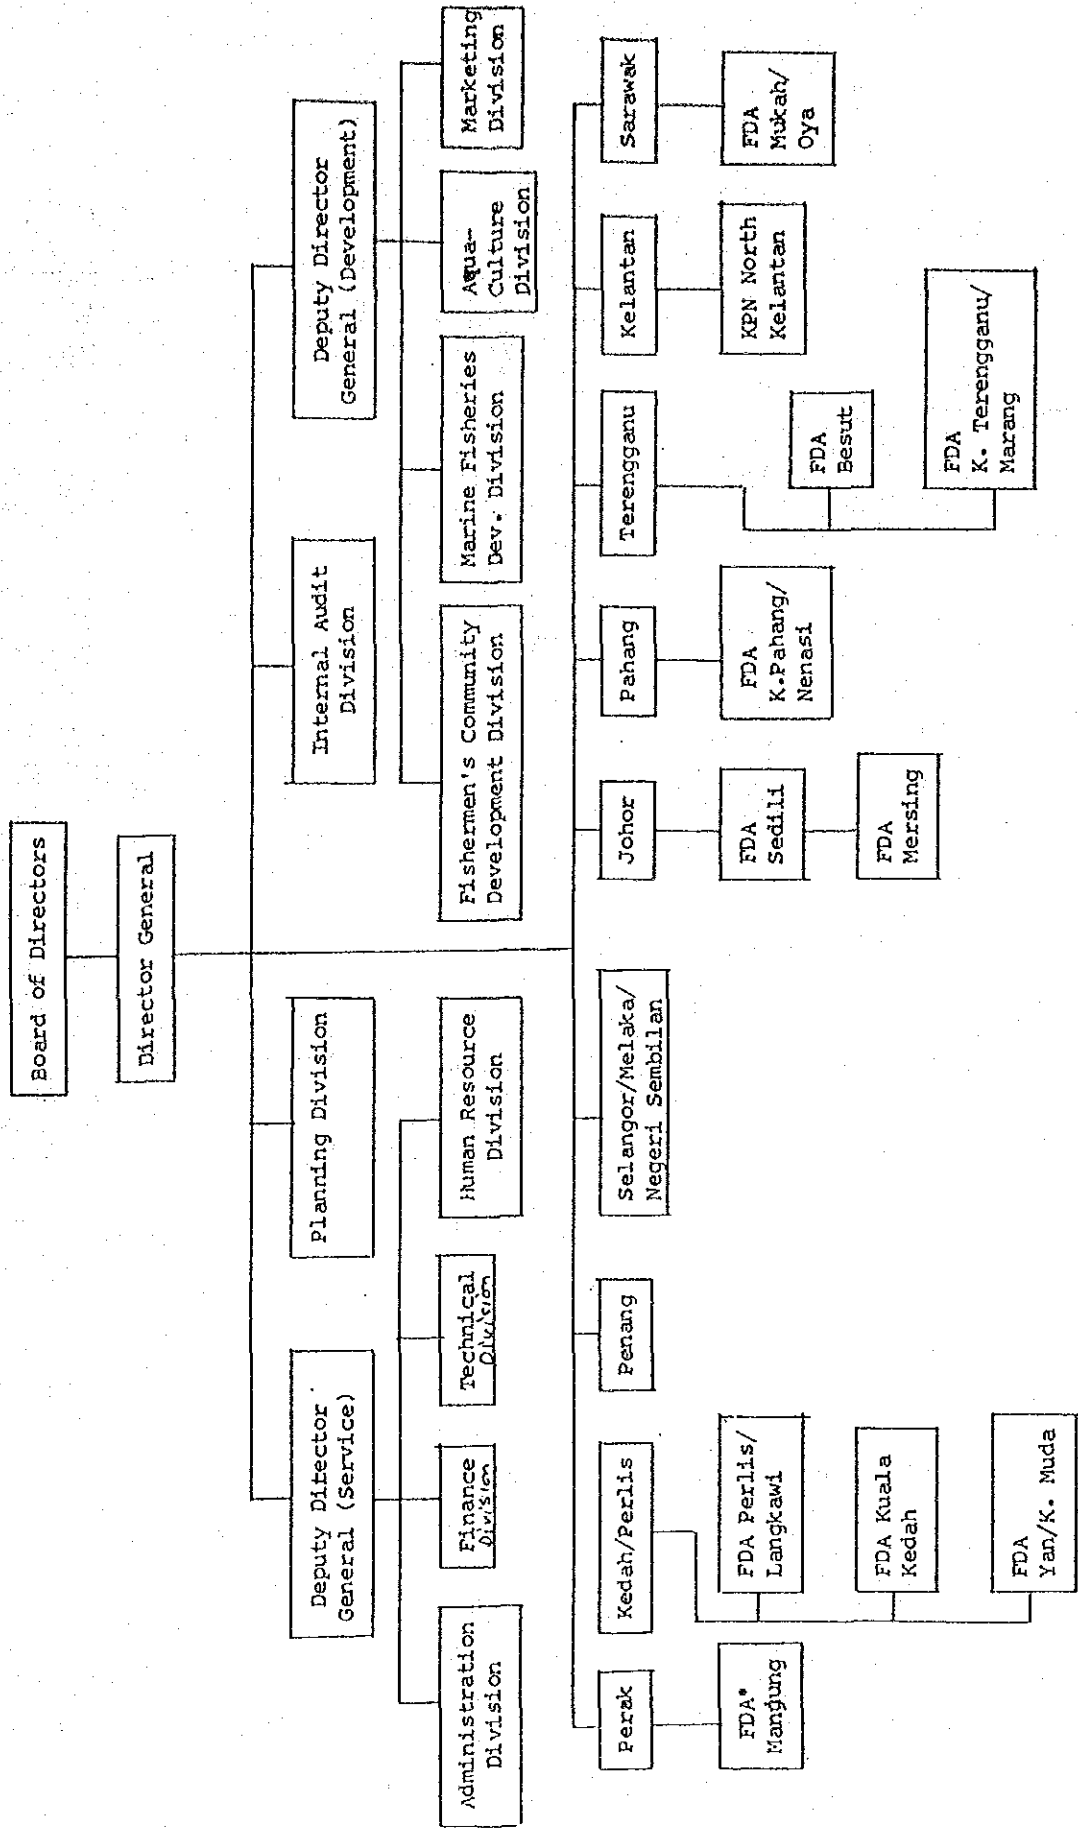 Board of Directors
Director General
Deputy Director
General (Service)
Planning Division
Internal Audit
Division
Deputy Director
General (Development)
Administration
Division
Finance
Division
Technical
Division
Human Resource
Division
Fishermen's Community
Development Division
Marine Fisheries
Dev. Division
Aqua-
Culture
Division
Marketing
Division
Perak
Kedah/Perlis
Penang
Selangor/Melaka/
Negeri Sembilan
Johor
Pahang
Terengganu
Kelantan
Sarawak
FDA*
Manjung
FDA Perlis/
Langkawi
FDA Kuala
Kedah
FDA
Yan/K. Muda
FDA
Sedili
FDA
Mersing
FDA
K.Pahang/
Nenasi
FDA
Besut
FDA
K. Terengganu/
Marang
KPN North
Kelantan
FDA
Mukah/
Oya